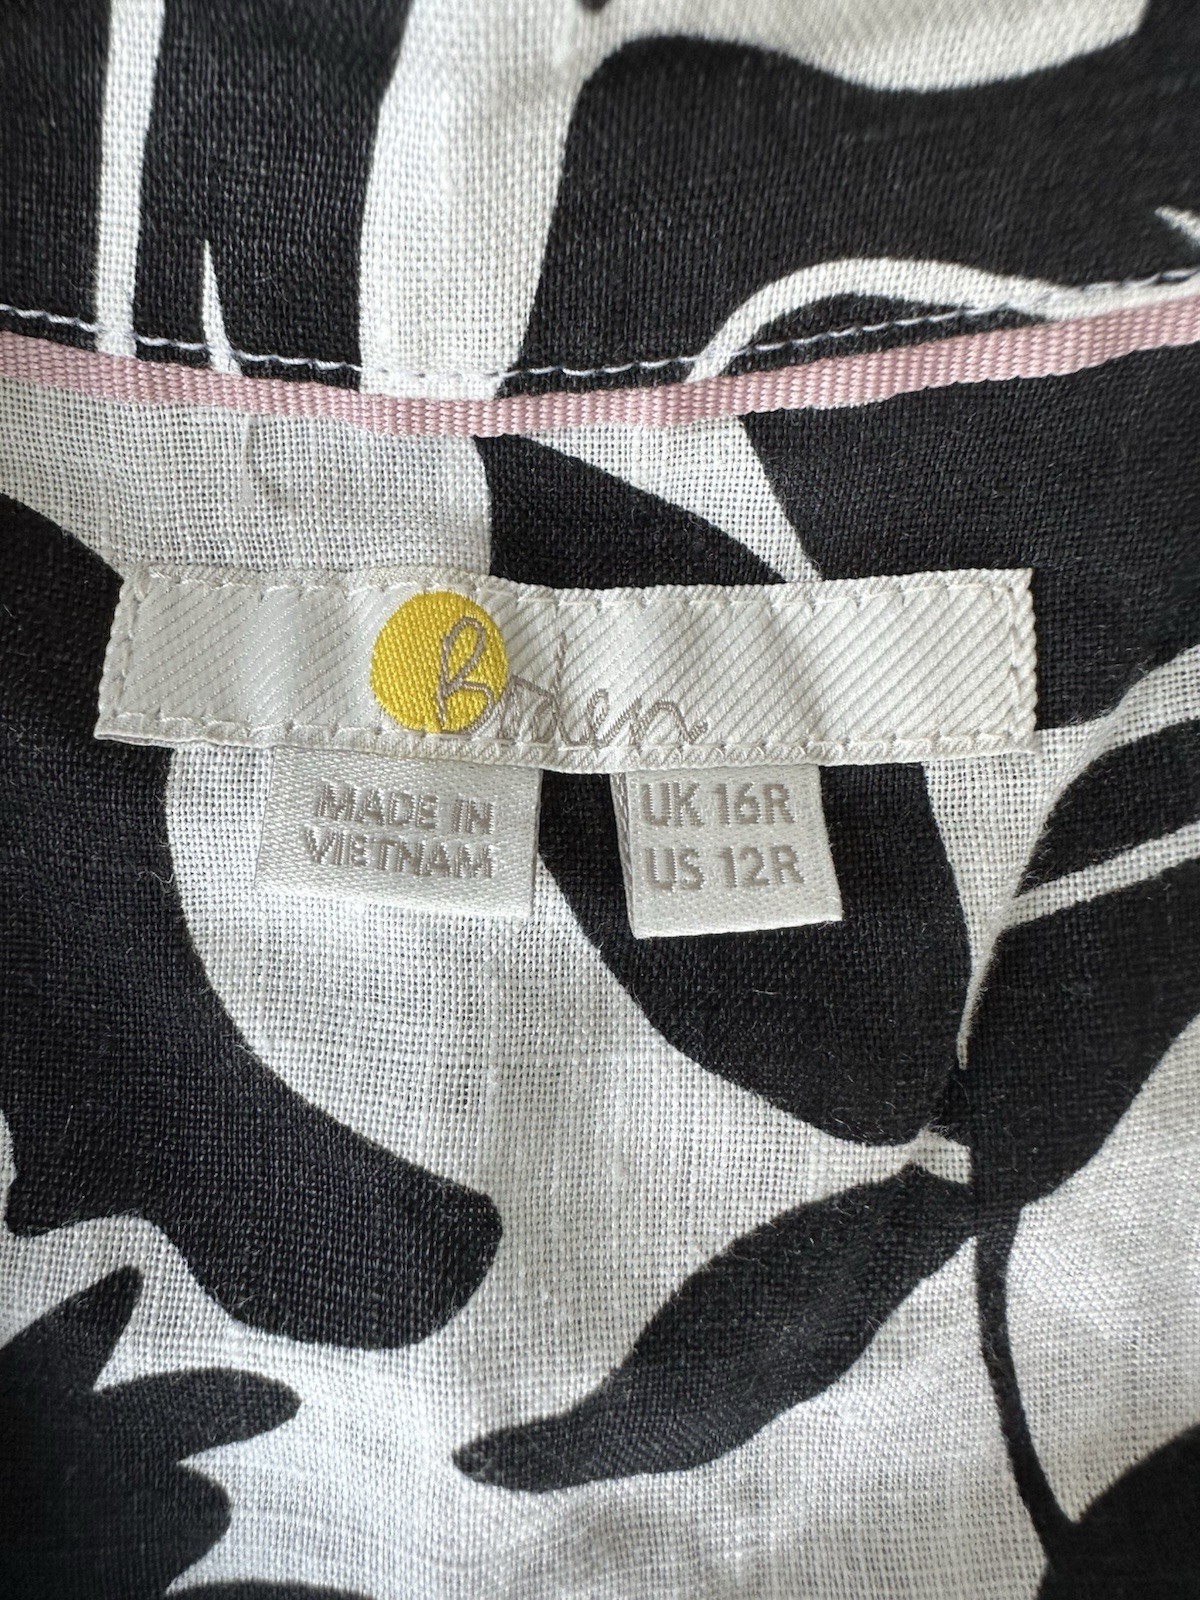 Boden
MADE IN
VIETNAM
UK 16R
US 12R